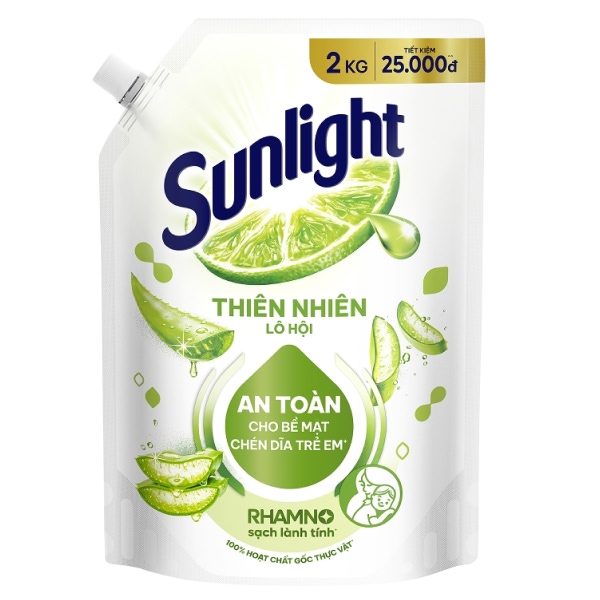 2 KG
TIẾT KIỆM
25.000đ
Sunlight
THIÊN NHIÊN
LÔ HỘI
AN TOÀN
CHO BỀ MẶT
CHÉN DĨA TRẺ EM*
RHAMNO
sạch lành tính*
100% HOẠT CHẤT GỐC THỰC VẬT*